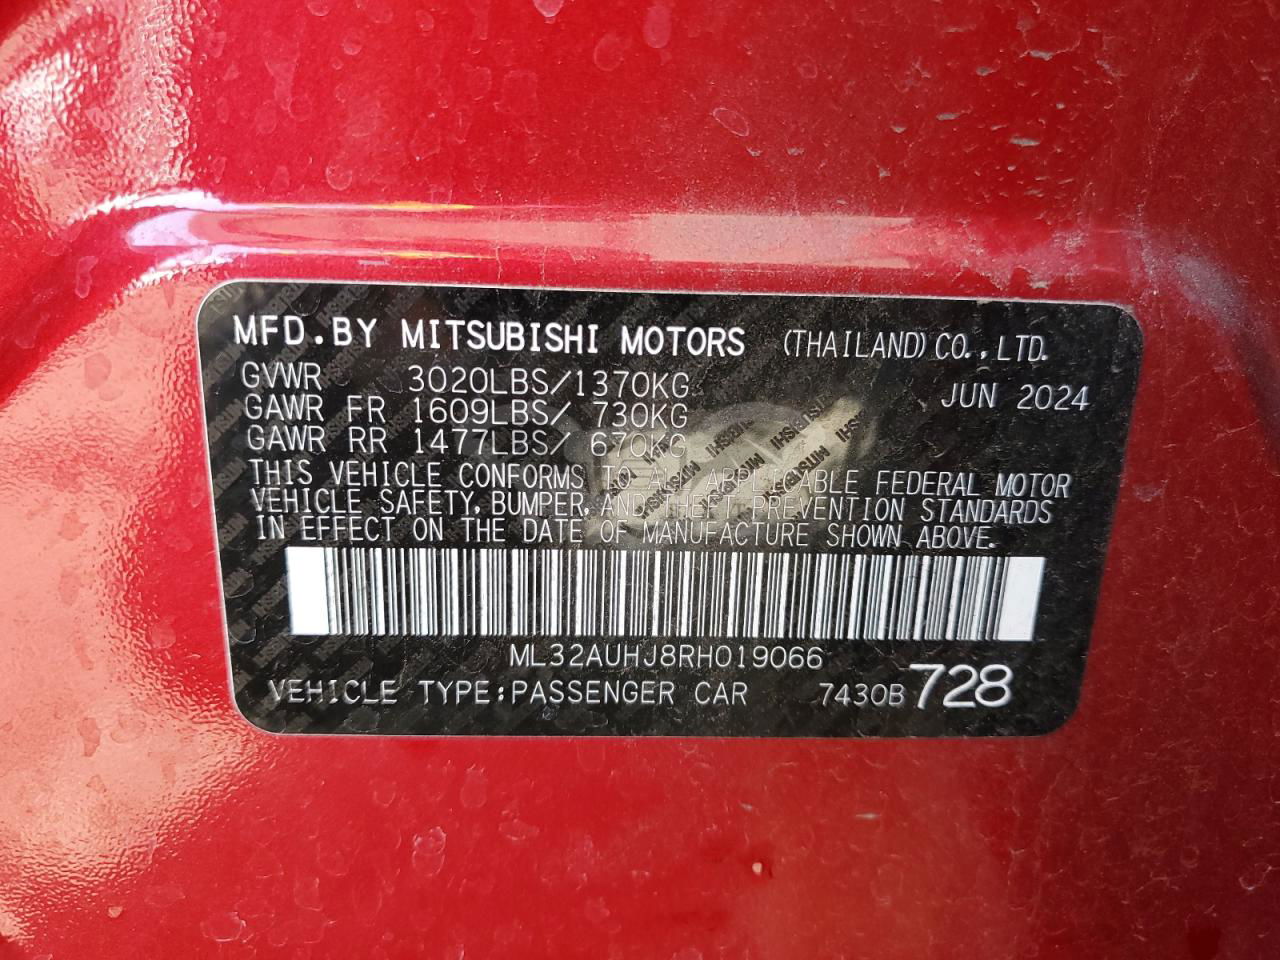 MFD.BY MITSUBISHI MOTORS (THAILAND) CO.,LTD.
GVWR 3020LBS/1370KG JUN 2024
GAWR FR 1609LBS/ 730KG
GAWR RR 1477LBS/ 670KG
THIS VEHICLE CONFORMS TO ALL APPLICABLE FEDERAL MOTOR
VEHICLE SAFETY, BUMPER, AND THEFT PREVENTION STANDARDS
IN EFFECT ON THE DATE OF MANUFACTURE SHOWN ABOVE.
ML32AUHJ8RH019066
VEHICLE TYPE:PASSENGER CAR 7430B 728